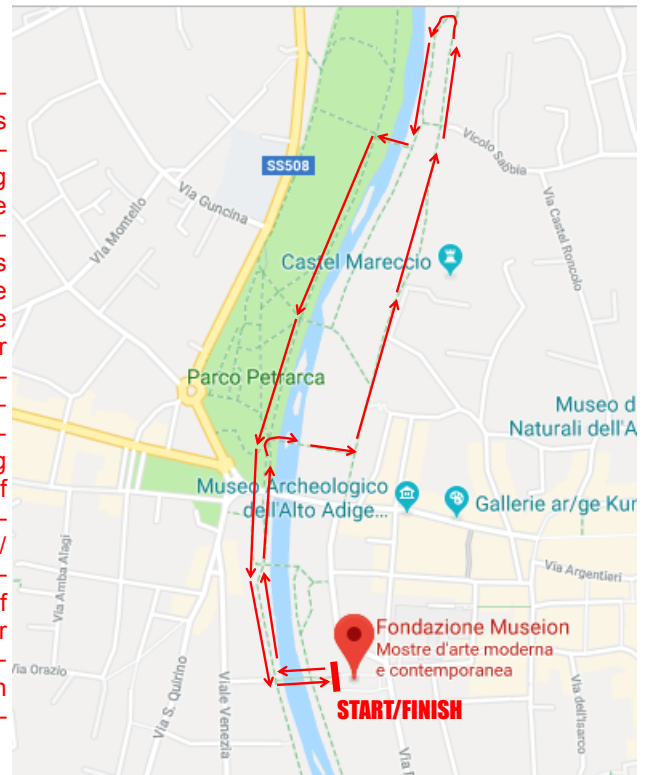 –
s
–
g
e
–
s
e
e
r
–
–
–
g
f
–
/
–
f
r
–
n
–
SS508
Via Guncina
Via Montello
Vicolo Sabbia
Via Castel Roncolo
Castel Mareccio
Parco Petrarca
Museo d
Naturali dell'A
Museo Archeologico
dell'Alto Adige...
Gallerie ar/ge Kur
Via Argentieri
Via Amba Alagi
Fondazione Museion
Mostre d'arte moderna
e contemporanea
Via Orazio
Via S. Quirino
Viale Venezia
START/FINISH
Via dell'Isarco